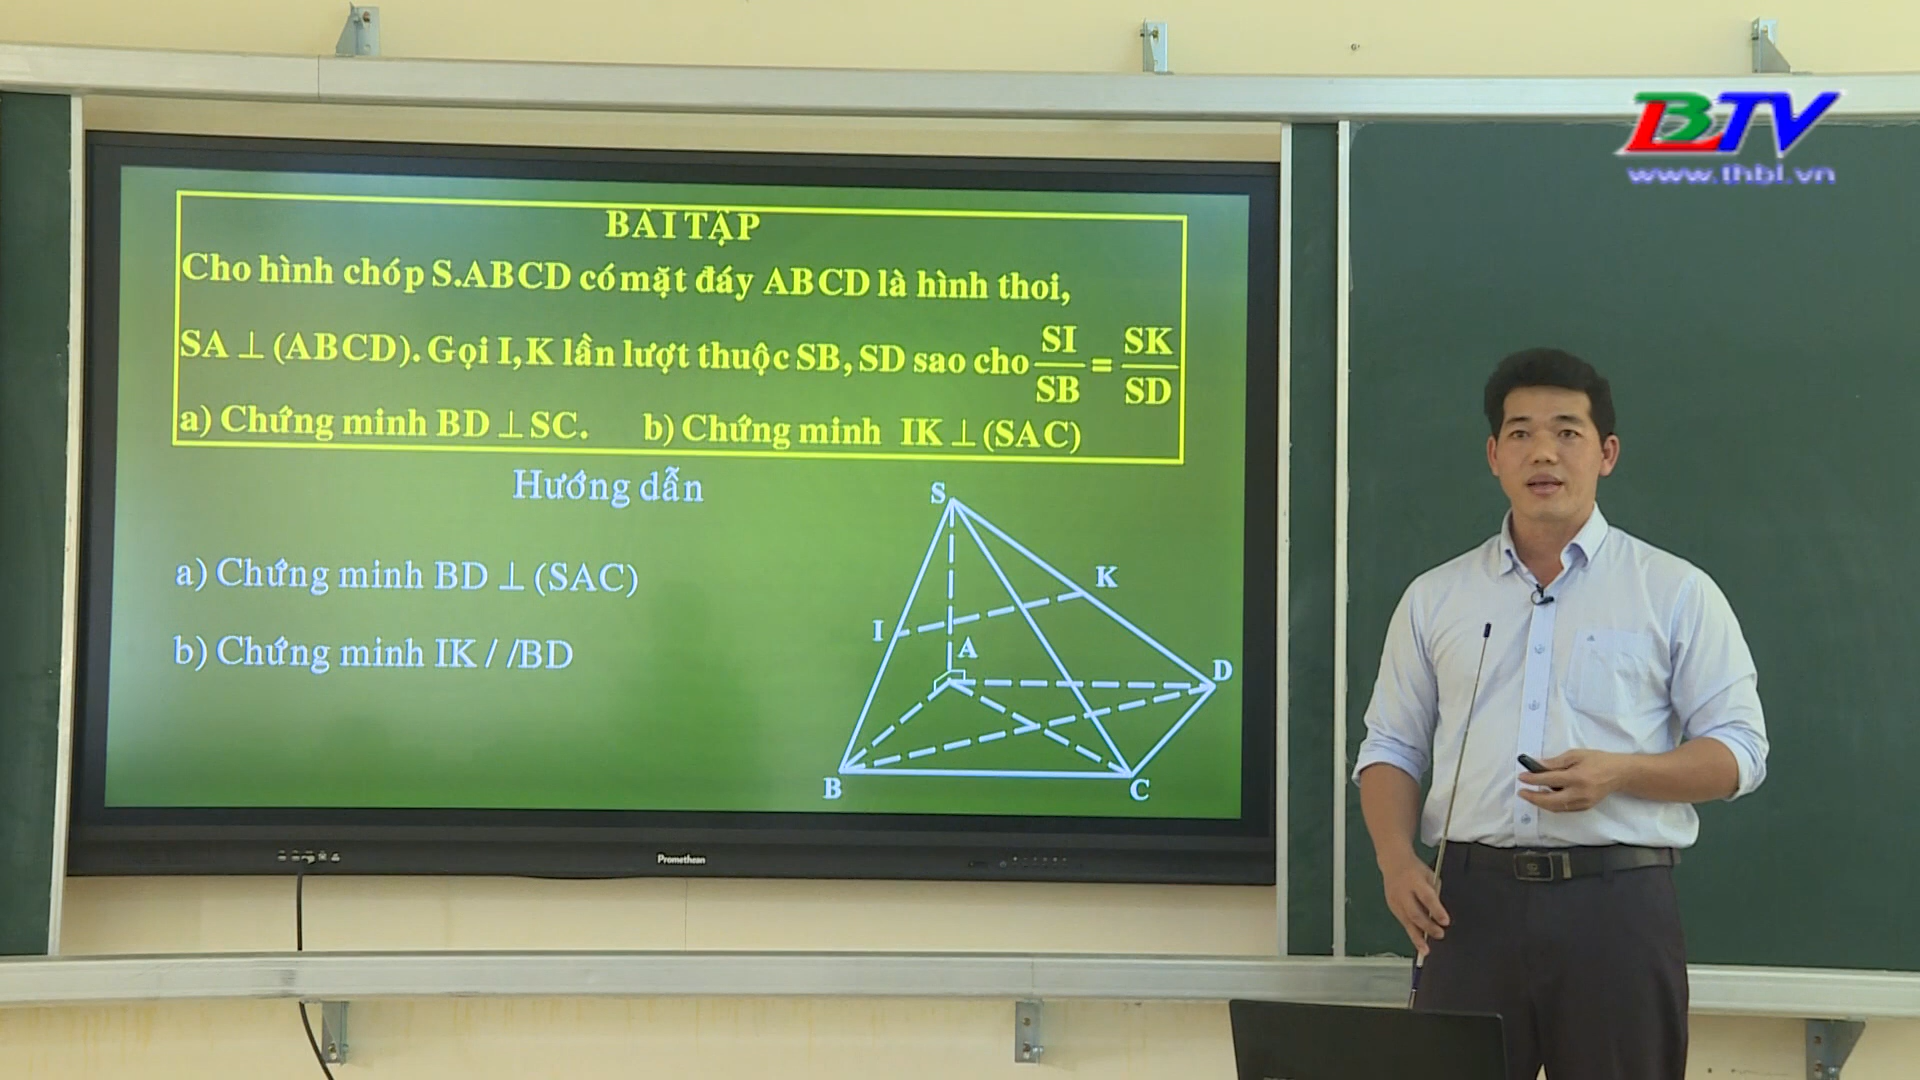 BTV
www.thbl.vn
BÀI TẬP
Cho hình chóp S.ABCD có mặt đáy ABCD là hình thoi,
SA ⊥ (ABCD). Gọi I, K lần lượt thuộc SB, SD sao cho SI/SB = SK/SD
a) Chứng minh BD ⊥ SC. b) Chứng minh IK ⊥ (SAC)
Hướng dẫn
a) Chứng minh BD ⊥ (SAC)
b) Chứng minh IK / /BD
S
K
I
A
D
B
C
Promethean